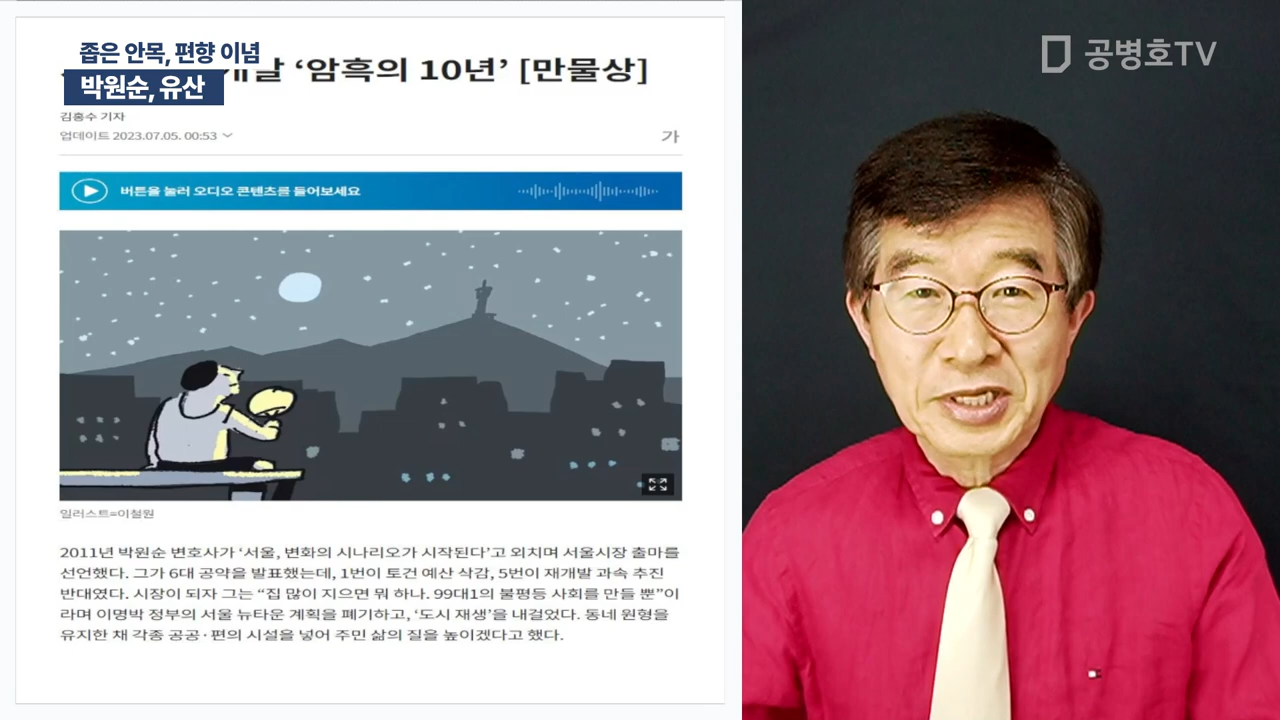 좁은 안목, 편향 이념
박원순, 유산
‘암흑의 10년’ [만물상]
김홍수 기자
업데이트 2023.07.05. 00:53
가
버튼을 눌러 오디오 콘텐츠를 들어보세요
일러스트=이철원
2011년 박원순 변호사가 ‘서울, 변화의 시나리오가 시작된다’고 외치며 서울시장 출마를
선언했다. 그가 6대 공약을 발표했는데, 1번이 토건 예산 삭감, 5번이 재개발 과속 추진
반대였다. 시장이 되자 그는 “집 많이 지으면 뭐 하나. 99대1의 불평등 사회를 만들 뿐”이
라며 이명박 정부의 서울 뉴타운 계획을 폐기하고, ‘도시 재생’을 내걸었다. 동네 원형을
유지한 채 각종 공공·편의 시설을 넣어 주민 삶의 질을 높이겠다고 했다.
공병호TV